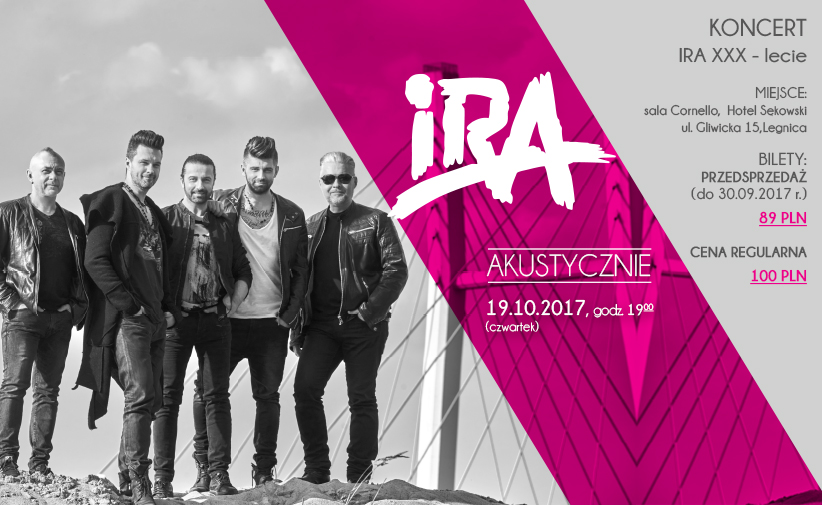 IRA
AKUSTYCZNIE
19.10.2017, godz. 19⁰⁰
(czwartek)
KONCERT
IRA XXX - lecie
MIEJSCE:
sala Cornello, Hotel Sękowski
ul. Gliwicka 15,Legnica
BILETY:
PRZEDSPRZEDAŻ
(do 30.09.2017 r.)
89 PLN
CENA REGULARNA
100 PLN